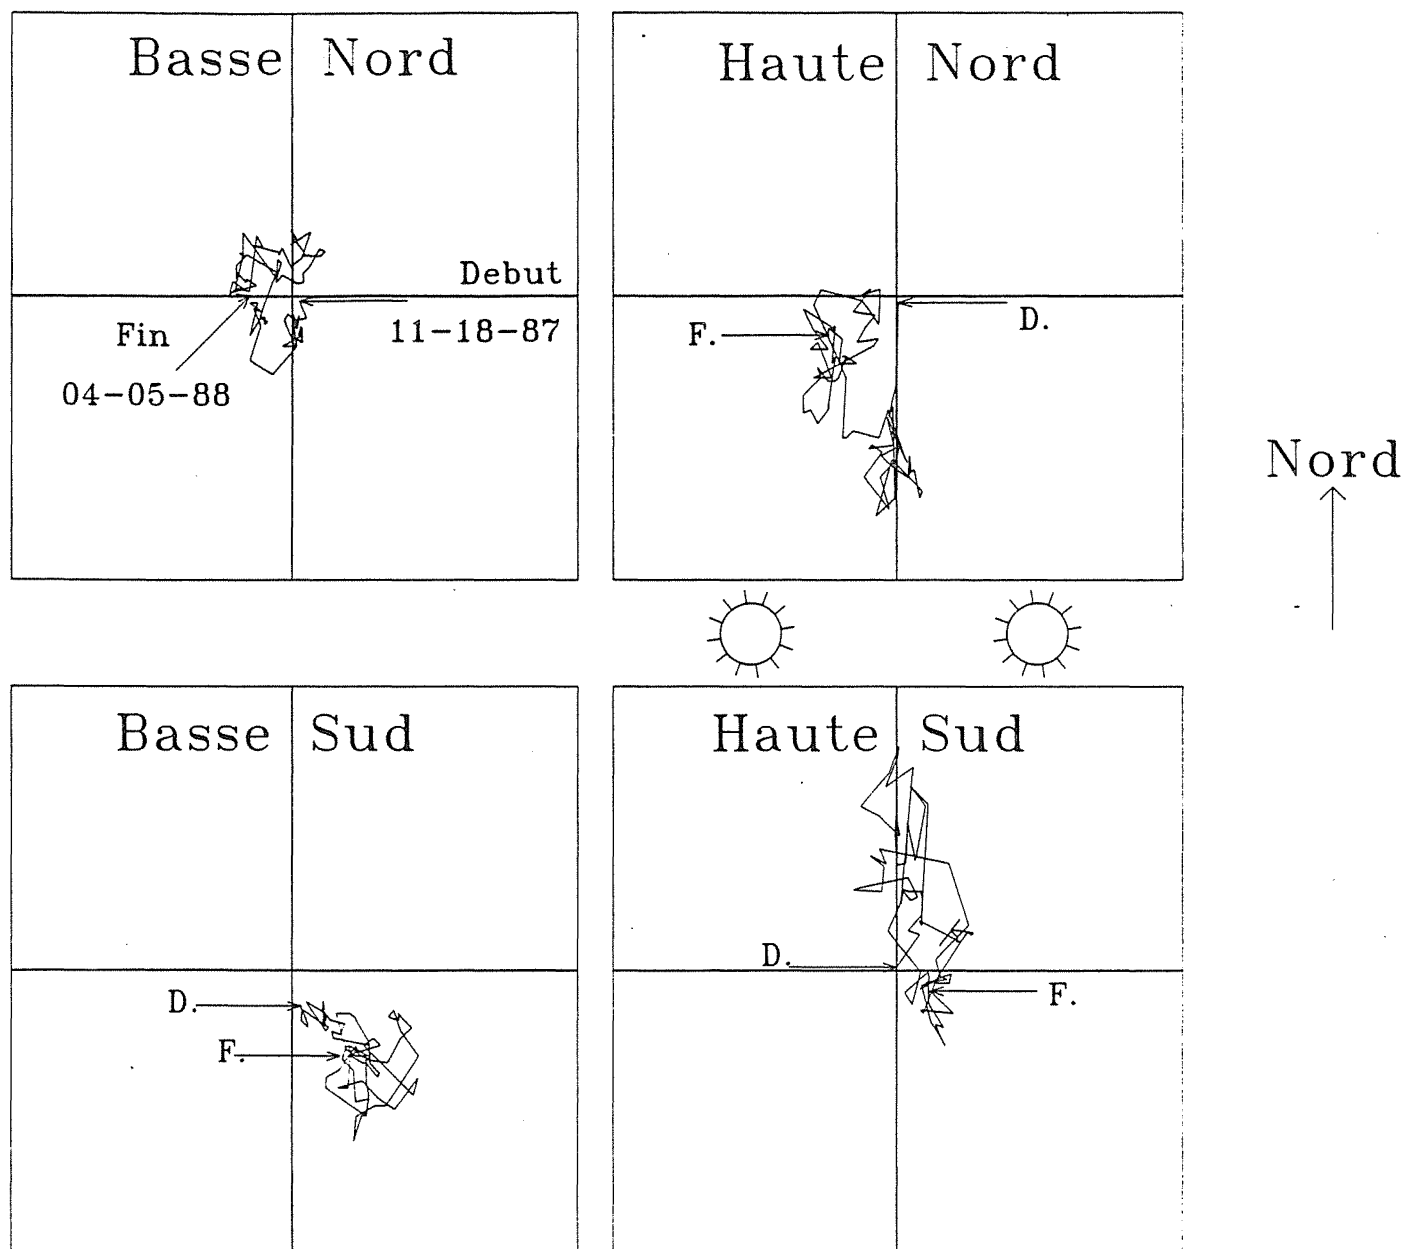 Basse Nord
Haute Nord
Debut
11-18-87
Fin
04-05-88
F.
D.
Nord
Basse Sud
Haute Sud
D.
F.
D.
F.